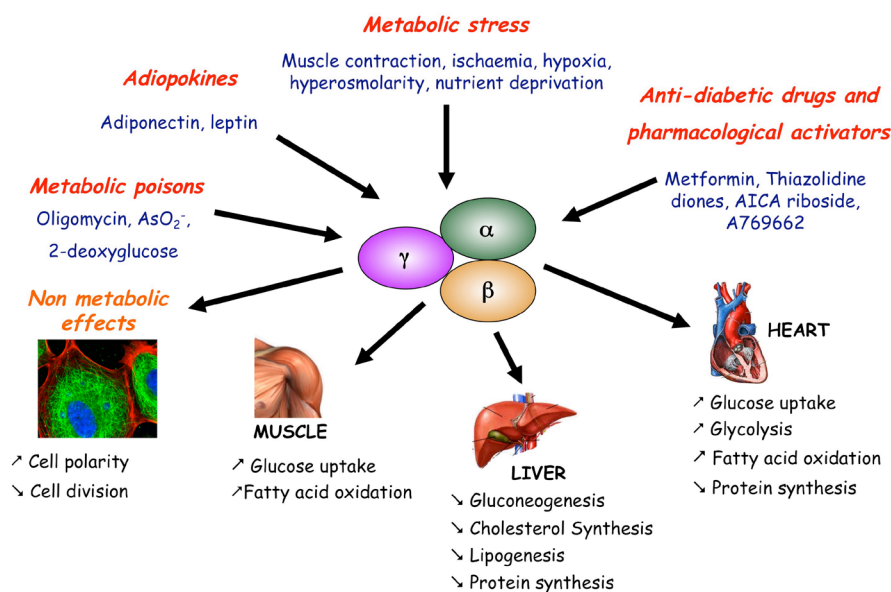 Metabolic stress
Muscle contraction, ischaemia, hypoxia,
hyperosmolarity, nutrient deprivation
Adiopokines
Adiponectin, leptin
Anti-diabetic drugs and
pharmacological activators
Metformin, Thiazolidine
diones, AICA riboside,
A769662
Metabolic poisons
Oligomycin, AsO₂⁻,
2-deoxyglucose
α
γ
β
Non metabolic
effects
↗ Cell polarity
↘ Cell division
MUSCLE
↗ Glucose uptake
↗Fatty acid oxidation
LIVER
↘ Gluconeogenesis
↘ Cholesterol Synthesis
↘ Lipogenesis
↘ Protein synthesis
HEART
↗ Glucose uptake
↗ Glycolysis
↗ Fatty acid oxidation
↘ Protein synthesis